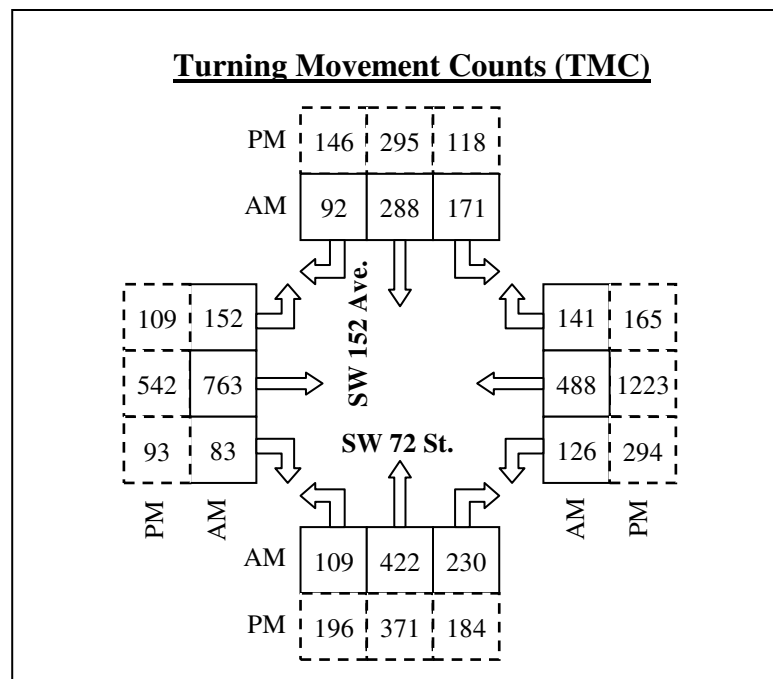 Turning Movement Counts (TMC)
PM 146 295 118
AM 92 288 171
SW 152 Ave.
109 152
542 763
93 83
PM AM
141 165
488 1223
126 294
AM PM
SW 72 St.
AM 109 422 230
PM 196 371 184